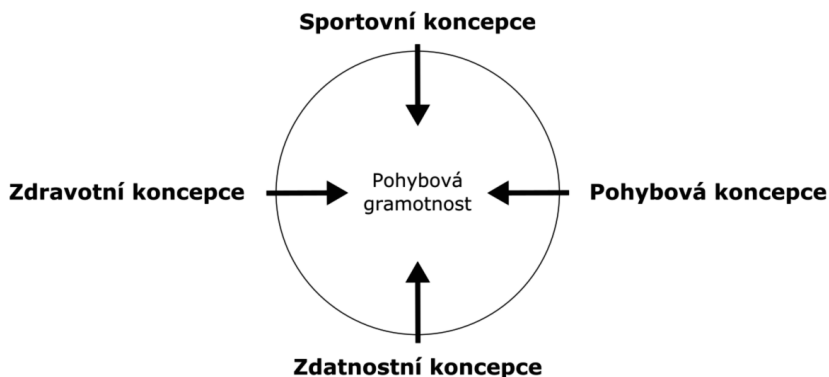 Sportovní koncepce
Zdravotní koncepce
Pohybová
gramotnost
Pohybová koncepce
Zdatnostní koncepce